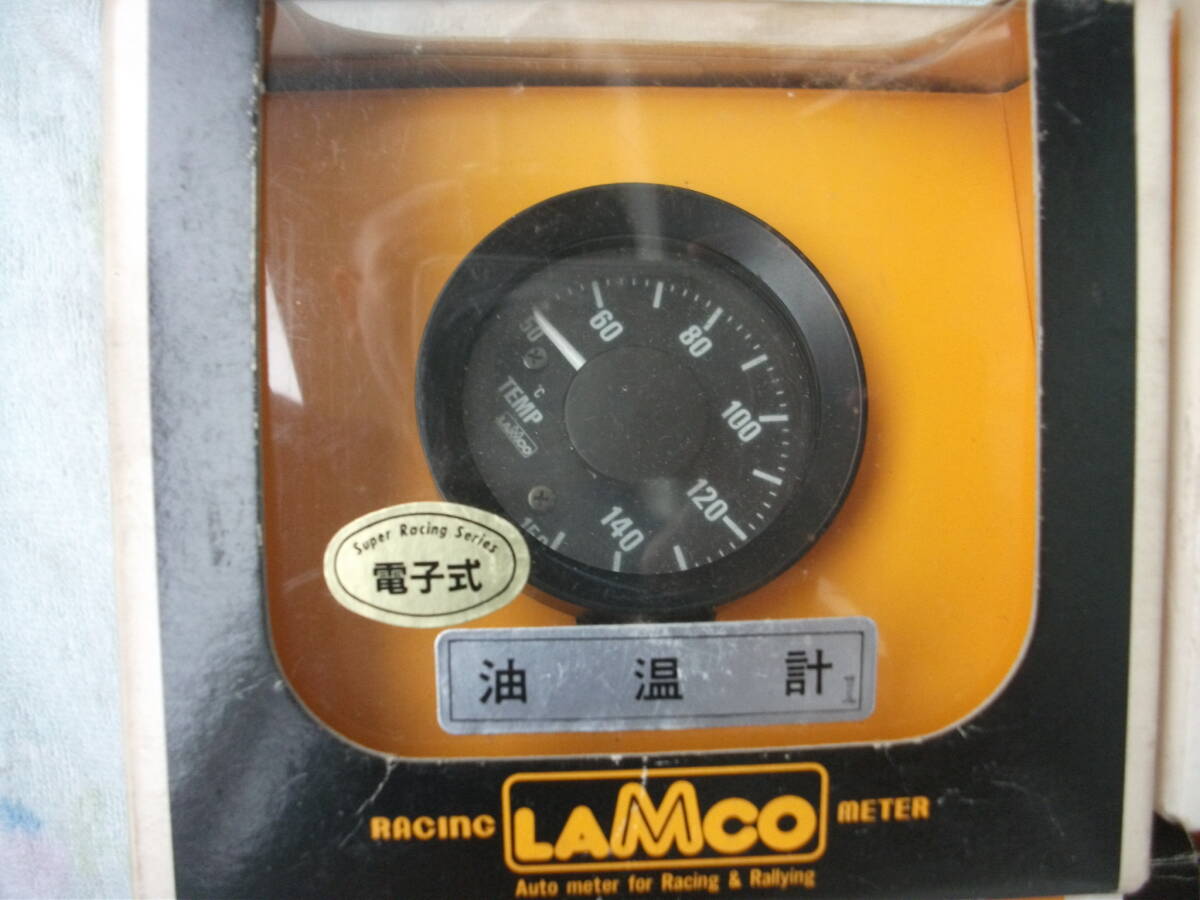 50
60
80
100
120
140
150
℃
TEMP
LAMCO
Super Racing Series
電子式
油 温 計
1
RACING LAMCO METER
Auto meter for Racing & Rallying